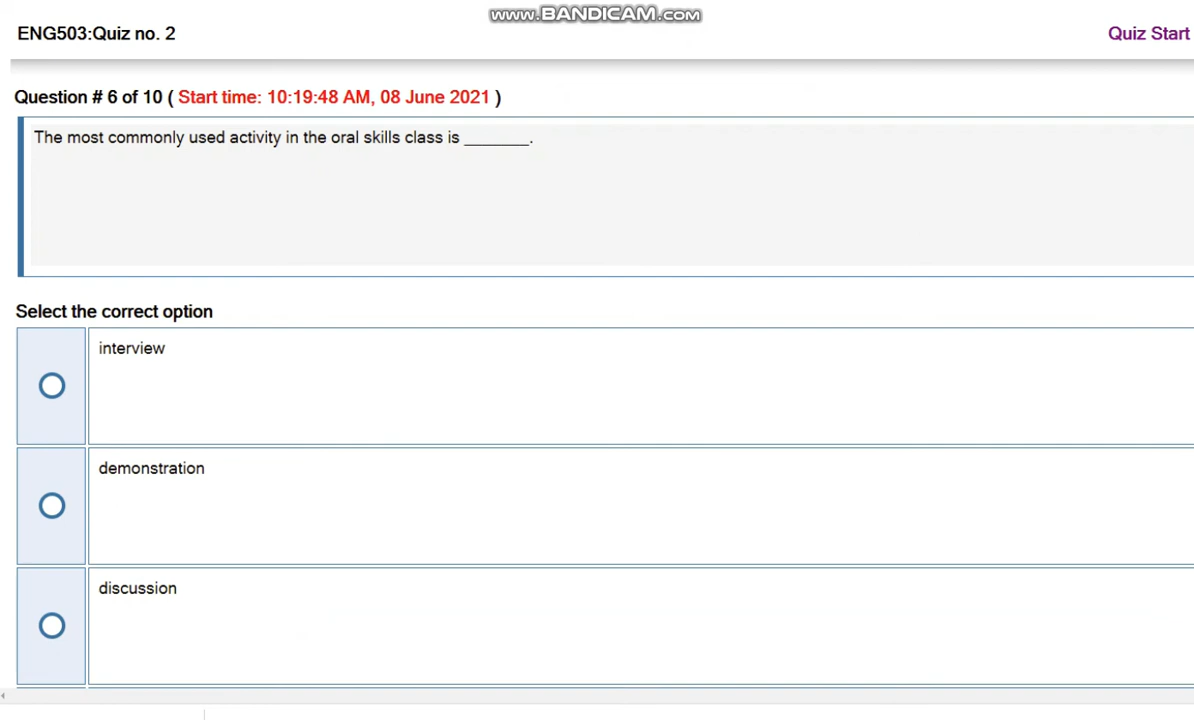 www.BANDICAM.com
ENG503:Quiz no. 2
Quiz Start
Question # 6 of 10 ( Start time: 10:19:48 AM, 08 June 2021 )
The most commonly used activity in the oral skills class is _______.
Select the correct option
interview
demonstration
discussion